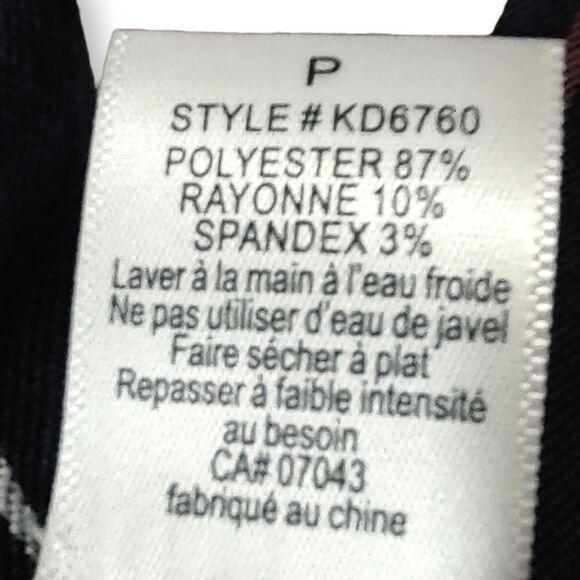 P
STYLE # KD6760
POLYESTER 87%
RAYONNE 10%
SPANDEX 3%
Laver à la main à l'eau froide
Ne pas utiliser d'eau de javel
Faire sécher à plat
Repasser à faible intensité
au besoin
CA# 07043
fabriqué au chine